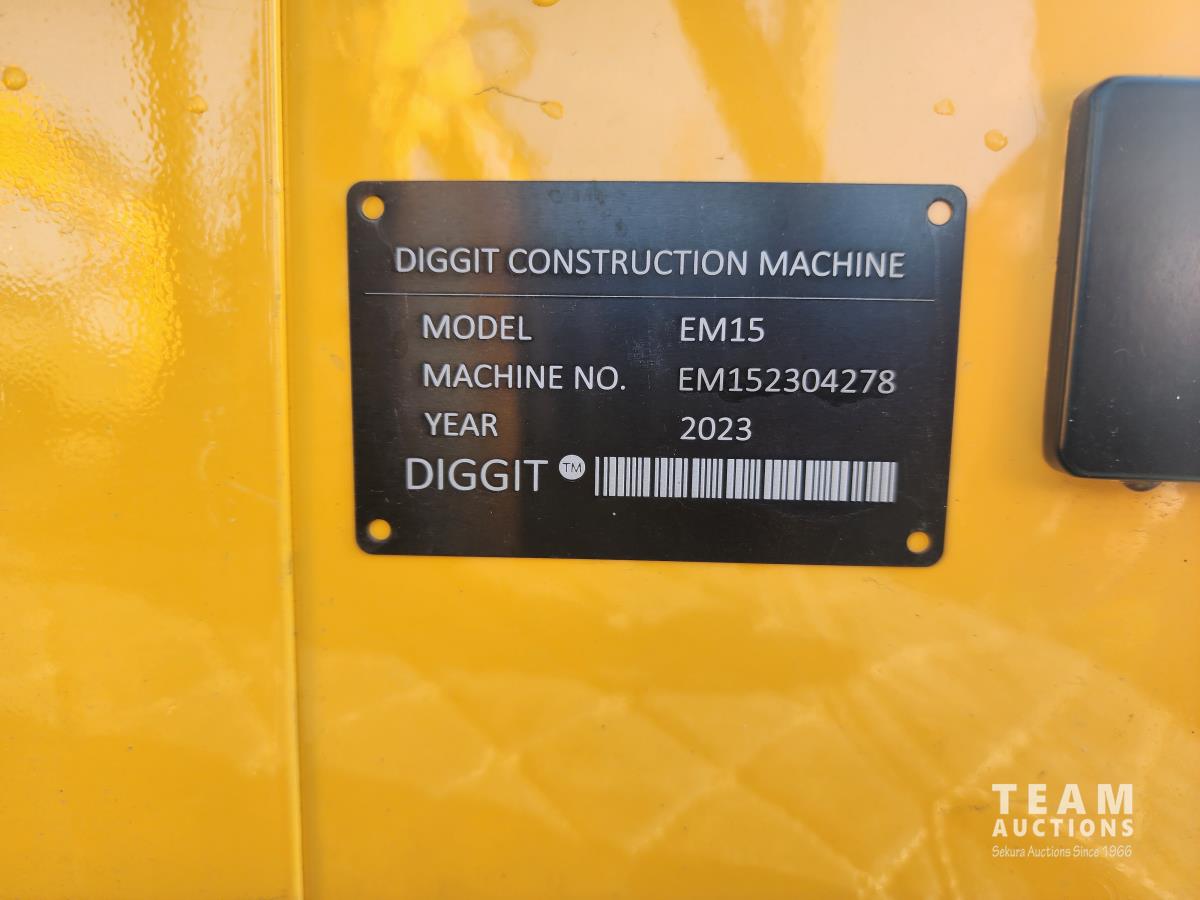 DIGGIT CONSTRUCTION MACHINE
MODEL EM15
MACHINE NO. EM152304278
YEAR 2023
DIGGIT TM
TEAM
AUCTIONS
Sekura Auctions Since 1966